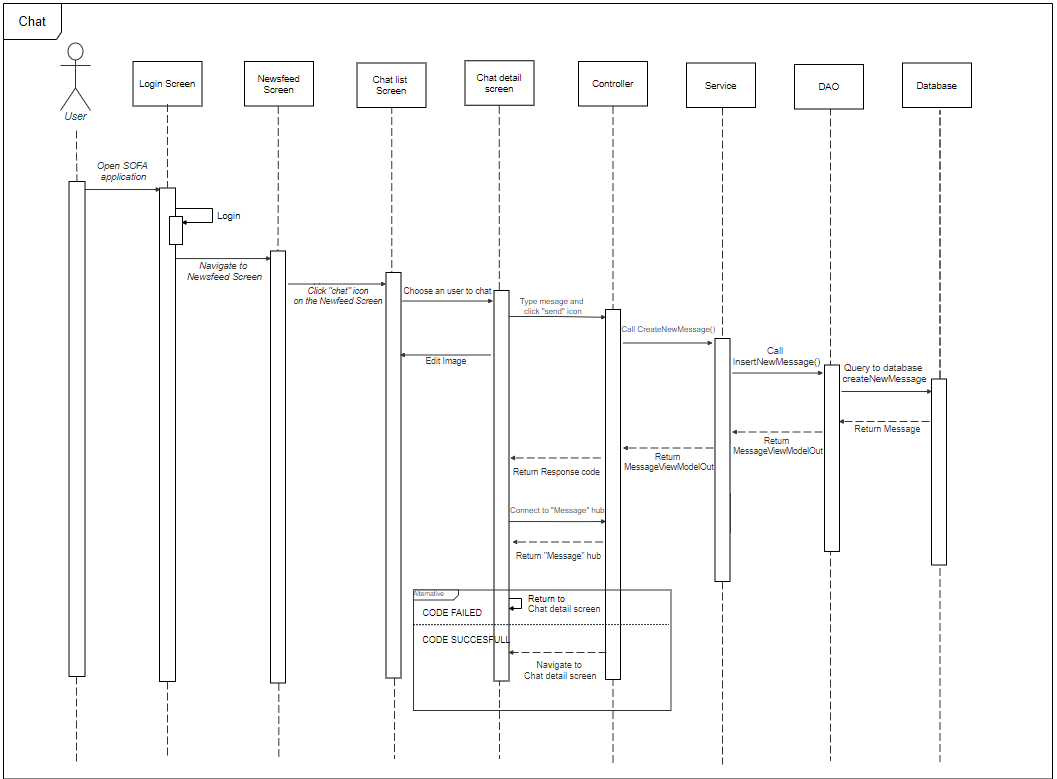 Chat
User
Login Screen
Newsfeed
Screen
Chat list
Screen
Chat detail
screen
Controller
Service
DAO
Database
Open SOFA
application
Login
Navigate to
Newsfeed Screen
Click "chat" icon
on the Newfeed Screen
Choose an user to chat
Type mesage and
click "send" icon
Call CreateNewMessage()
Call
InsertNewMessage()
Query to database
createNewMessage
Edit Image
Return Message
Return
MessageViewModelOut
Return
MessageViewModelOut
Return Response code
Connect to "Message" hub
Return "Message" hub
Alternative
Return to
Chat detail screen
CODE FAILED
CODE SUCCESFULL
Navigate to
Chat detail screen